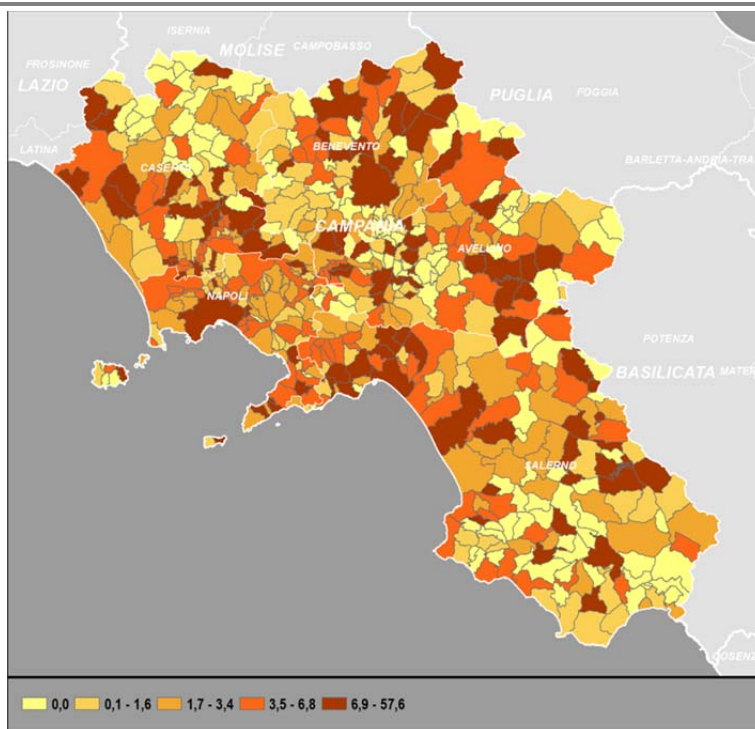 ISERNIA
MOLISE CAMPOBASSO
FROSINONE
LAZIO
PUGLIA FOGGIA
LATINA
BENEVENTO
BARLETTA-ANDRIA-TRA
CASERTA
CAMPANIA
AVELLINO
NAPOLI
POTENZA
BASILICATA MATER
SALERNO
COSENZ
0,0 0,1 - 1,6 1,7 - 3,4 3,5 - 6,8 6,9 - 57,6